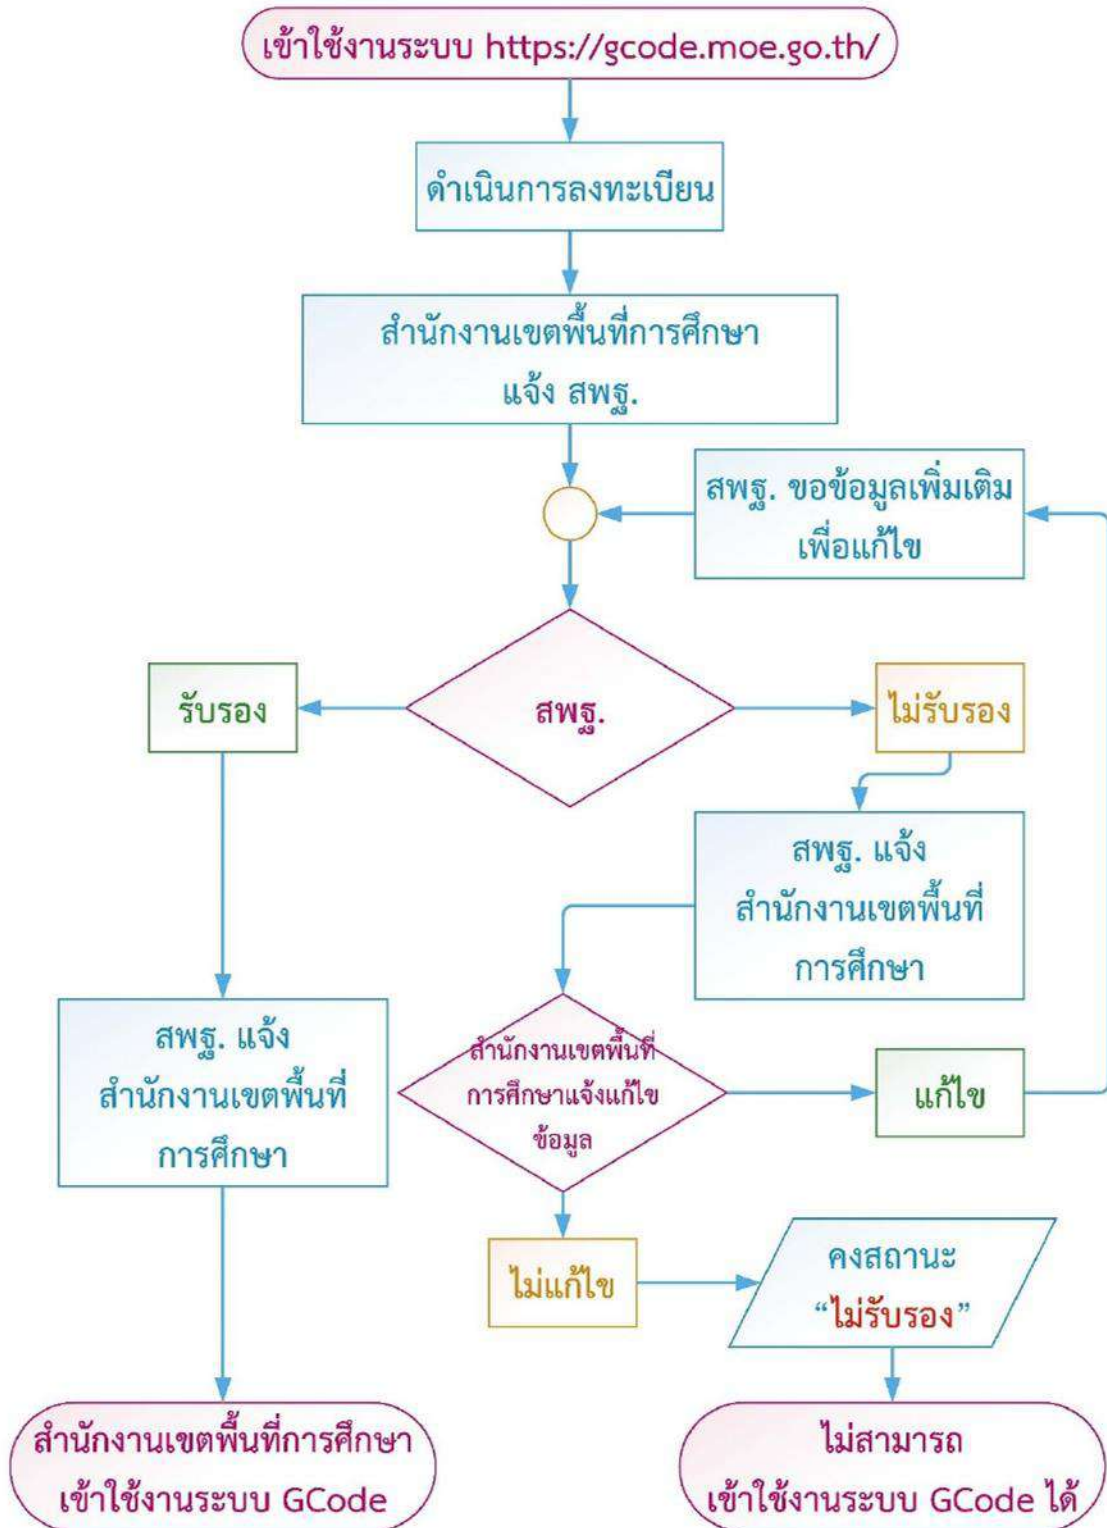 เข้าใช้งานระบบ https://gcode.moe.go.th/
ดำเนินการลงทะเบียน
สำนักงานเขตพื้นที่การศึกษา
แจ้ง สพฐ.
สพฐ. ขอข้อมูลเพิ่มเติม
เพื่อแก้ไข
รับรอง
สพฐ.
ไม่รับรอง
สพฐ. แจ้ง
สำนักงานเขตพื้นที่
การศึกษา
สพฐ. แจ้ง
สำนักงานเขตพื้นที่
การศึกษา
สำนักงานเขตพื้นที่
การศึกษาแจ้งแก้ไข
ข้อมูล
แก้ไข
ไม่แก้ไข
คงสถานะ
“ไม่รับรอง”
สำนักงานเขตพื้นที่การศึกษา
เข้าใช้งานระบบ GCode
ไม่สามารถ
เข้าใช้งานระบบ GCode ได้